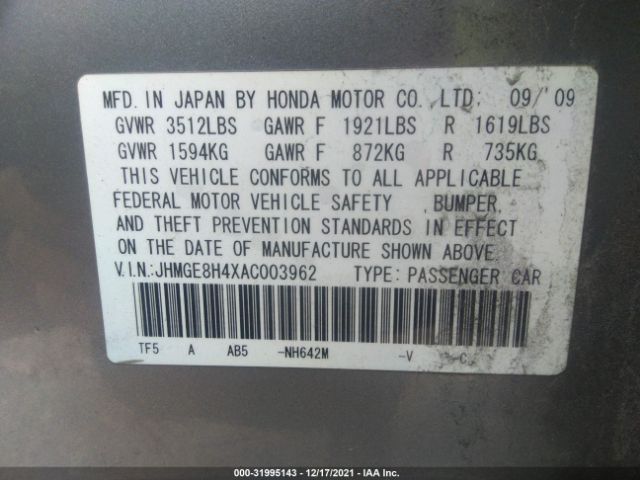 MFD. IN JAPAN BY HONDA MOTOR CO. ,LTD; 09/'09
GVWR 3512LBS GAWR F 1921LBS R 1619LBS
GVWR 1594KG GAWR F 872KG R 735KG
THIS VEHICLE CONFORMS TO ALL APPLICABLE
FEDERAL MOTOR VEHICLE SAFETY ,BUMPER,
AND THEFT PREVENTION STANDARDS IN EFFECT
ON THE DATE OF MANUFACTURE SHOWN ABOVE.
V.I.N:JHMGE8H4XAC003962 TYPE: PASSENGER CAR
TF5 A AB5 -NH642M -V -C
000-31995143 - 12/17/2021 - IAA Inc.